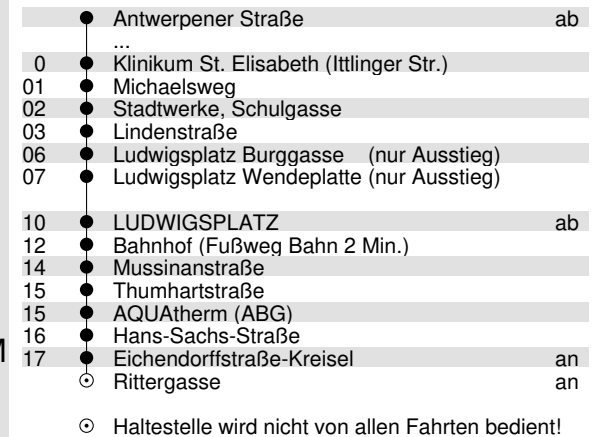 Antwerpener Straße ab
...
0 Klinikum St. Elisabeth (Ittlinger Str.)
01 Michaelsweg
02 Stadtwerke, Schulgasse
03 Lindenstraße
06 Ludwigsplatz Burggasse (nur Ausstieg)
07 Ludwigsplatz Wendeplatte (nur Ausstieg)
10 LUDWIGSPLATZ ab
12 Bahnhof (Fußweg Bahn 2 Min.)
14 Mussinanstraße
15 Thumhartstraße
15 AQUAtherm (ABG)
16 Hans-Sachs-Straße
17 Eichendorffstraße-Kreisel an
Rittergasse an
Haltestelle wird nicht von allen Fahrten bedient!